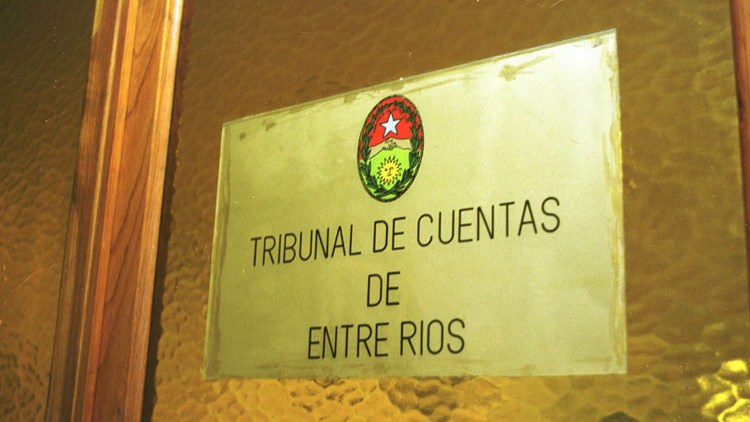 TRIBUNAL DE CUENTAS
DE
ENTRE RIOS